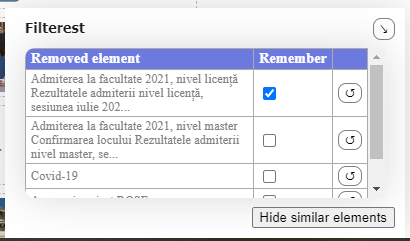 Filterest
Removed element Remember
Admiterea la facultate 2021, nivel licență
Rezultatele admiterii nivel licență,
sesiunea iulie 202...
Admiterea la facultate 2021, nivel master
Confirmarea locului Rezultatele admiterii
nivel master, se...
Covid-19
Hide similar elements